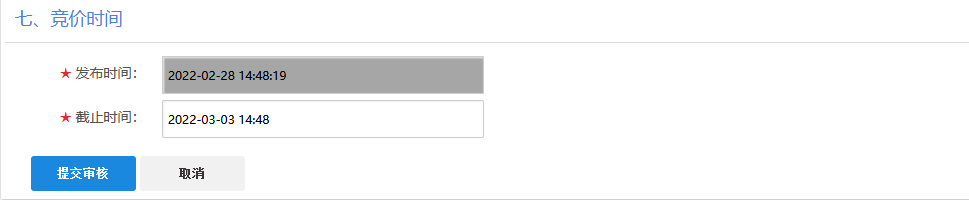 七、竞价时间
★ 发布时间： 2022-02-28 14:48:19
★ 截止时间： 2022-03-03 14:48
提交审核 取消